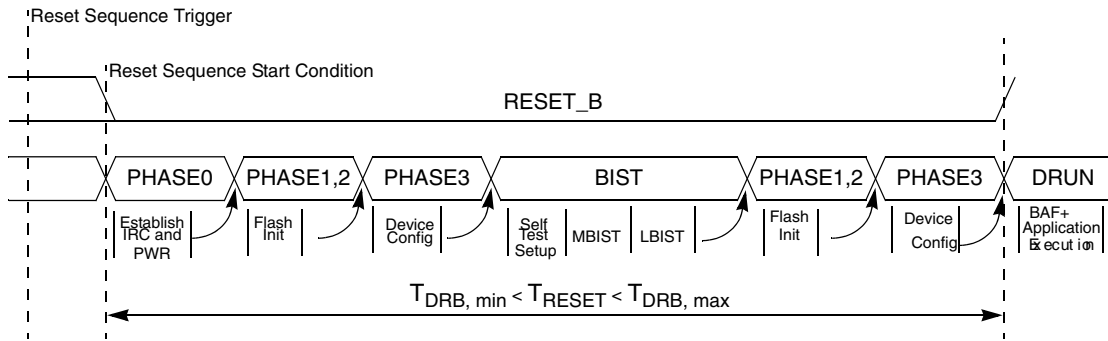 Reset Sequence Trigger
Reset Sequence Start Condition
RESET_B
PHASE0 PHASE1,2 PHASE3 BIST PHASE1,2 PHASE3 DRUN
Establish
IRC and
PWR
Flash
Init
Device
Config
Self
Test
Setup
MBIST
LBIST
Flash
Init
Device
Config
BAF+
Application
Execution
TDRB, min < TRESET < TDRB, max